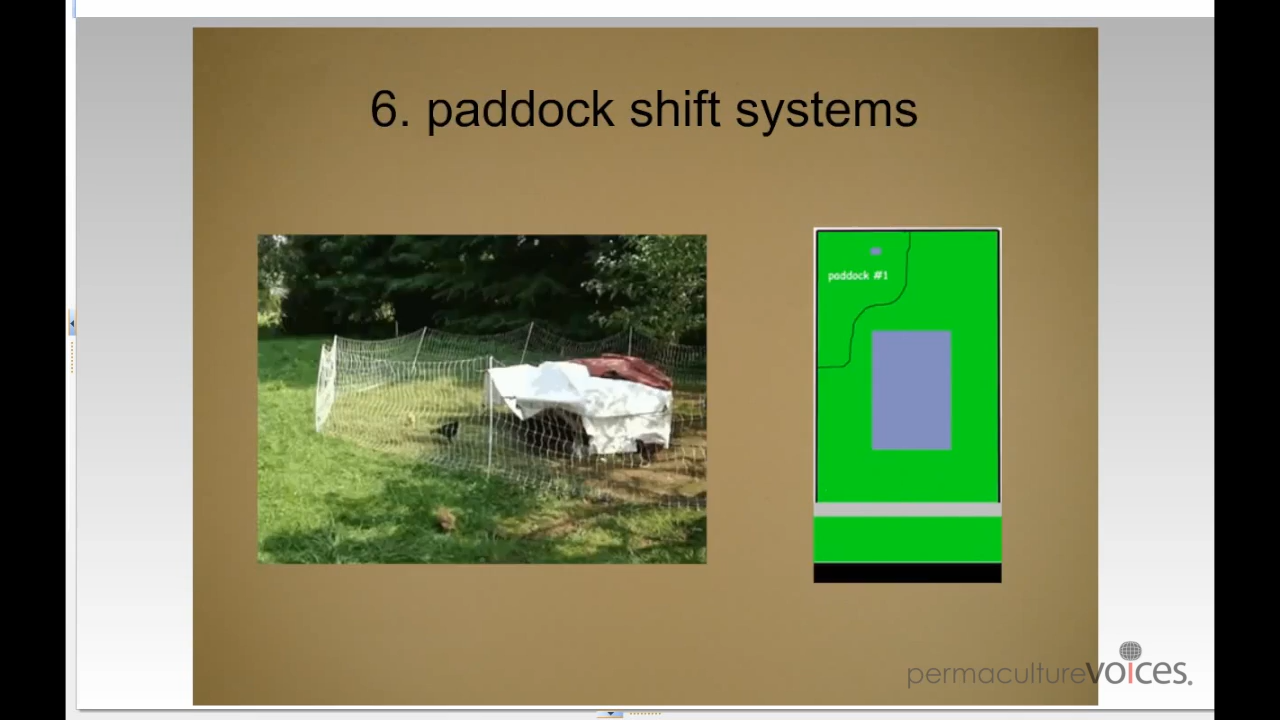 6. paddock shift systems
paddock #1
permaculturevoices.